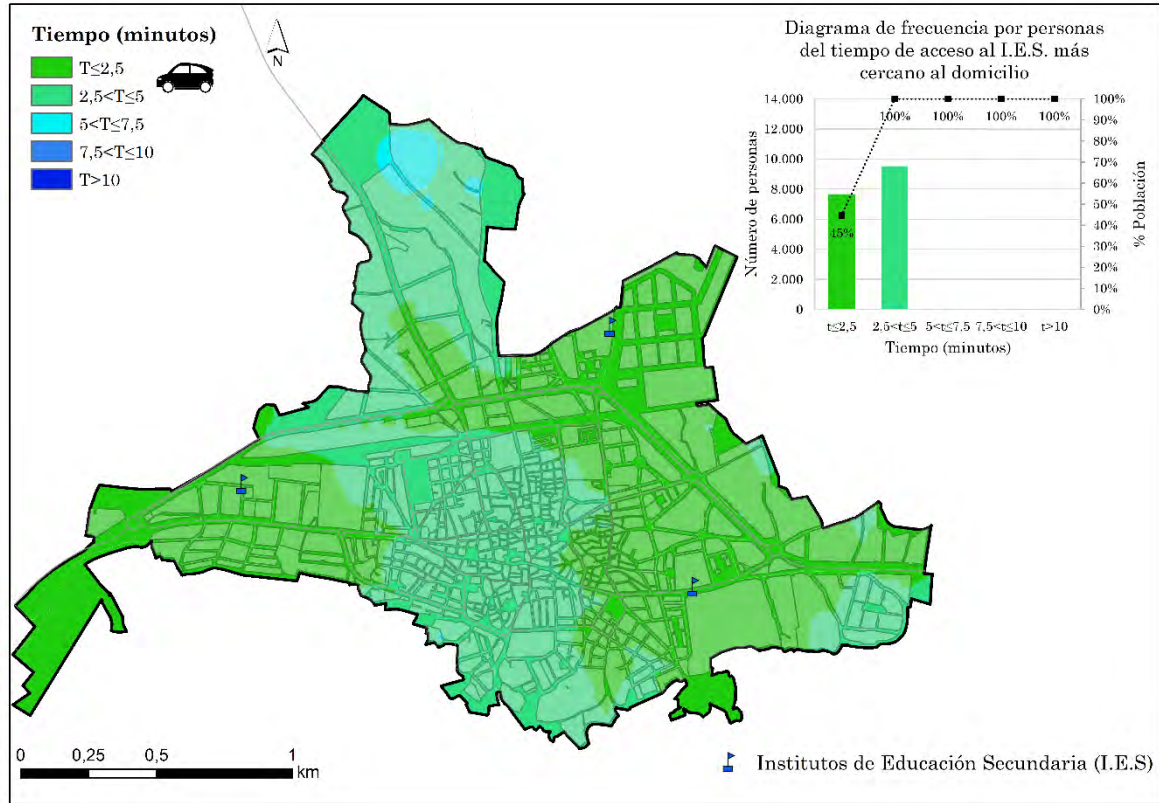 Tiempo (minutos)
T≤2,5
2,5<T≤5
5<T≤7,5
7,5<T≤10
T>10
N
Diagrama de frecuencia por personas
del tiempo de acceso al I.E.S. más
cercano al domicilio
14.000
12.000
10.000
8.000
6.000
4.000
2.000
0
Número de personas
100%
90%
80%
70%
60%
50%
40%
30%
20%
10%
0%
% Población
45%
100%
100%
100%
100%
t≤2,5
2,5<t≤5
5<t≤7,5
7,5<t≤10
t>10
Tiempo (minutos)
0 0,25 0,5 1
km
Institutos de Educación Secundaria (I.E.S)